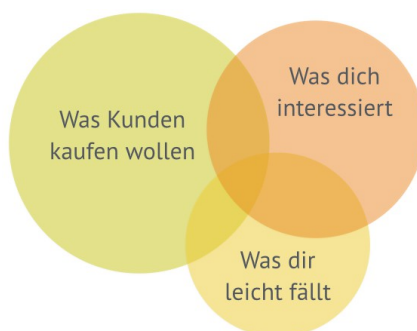 Was Kunden
kaufen wollen
Was dich
interessiert
Was dir
leicht fällt